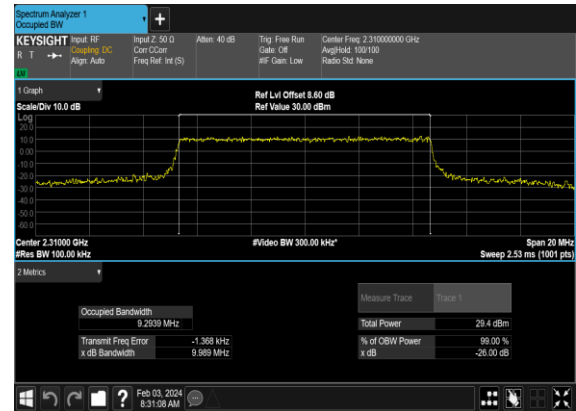 Spectrum Analyzer 1
Occupied BW
+
KEYSIGHT Input: RF Input Z: 50 Ω Atten: 40 dB Trig: Free Run Center Freq: 2.310000000 GHz
R T Coupling: DC Corr CCorr Gate: Off Avg|Hold: 100/100
Align: Auto Freq Ref: Int (S) #IF Gain: Low Radio Std: None
1 Graph
Ref Lvl Offset 8.60 dB
Scale/Div 10.0 dB Ref Value 30.00 dBm
Log
20.0
10.0
0.00
-10.0
-20.0
-30.0
-40.0
-50.0
-60.0
Center 2.31000 GHz #Video BW 300.00 kHz* Span 20 MHz
#Res BW 100.00 kHz Sweep 2.53 ms (1001 pts)
2 Metrics
Measure Trace Trace 1
Occupied Bandwidth
9.2939 MHz Total Power 29.4 dBm
Transmit Freq Error -1.368 kHz % of OBW Power 99.00 %
x dB Bandwidth 9.989 MHz x dB -26.00 dB
? Feb 03, 2024
8:31:08 AM